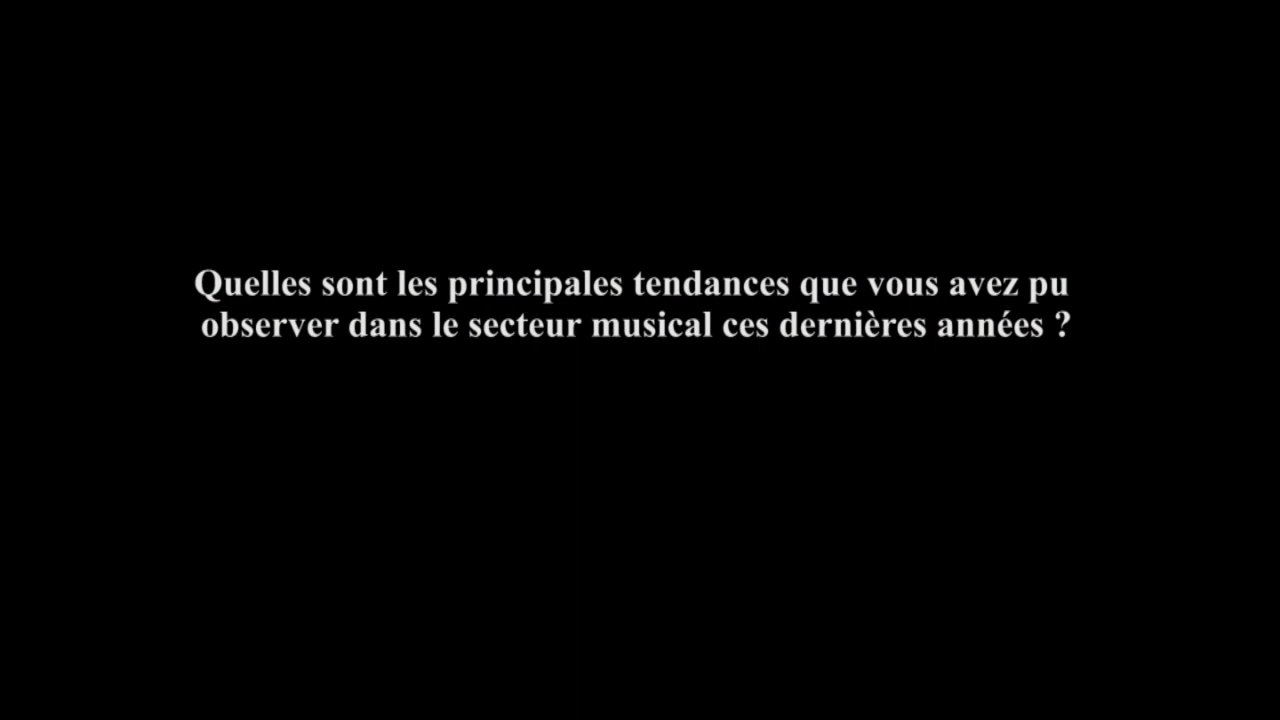 Quelles sont les principales tendances que vous avez pu
observer dans le secteur musical ces dernières années ?